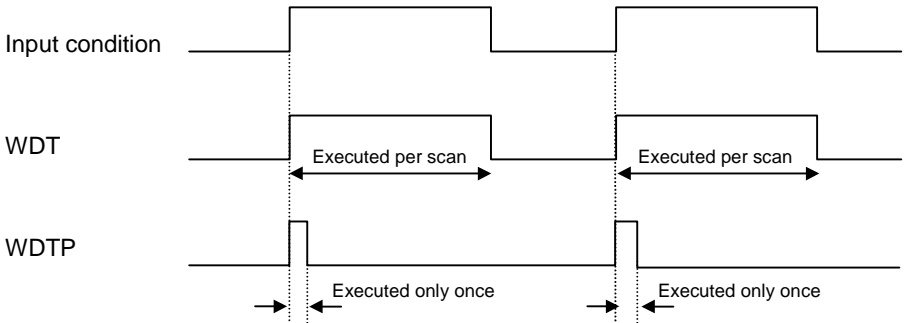 Input condition
WDT
Executed per scan Executed per scan
WDTP
Executed only once Executed only once